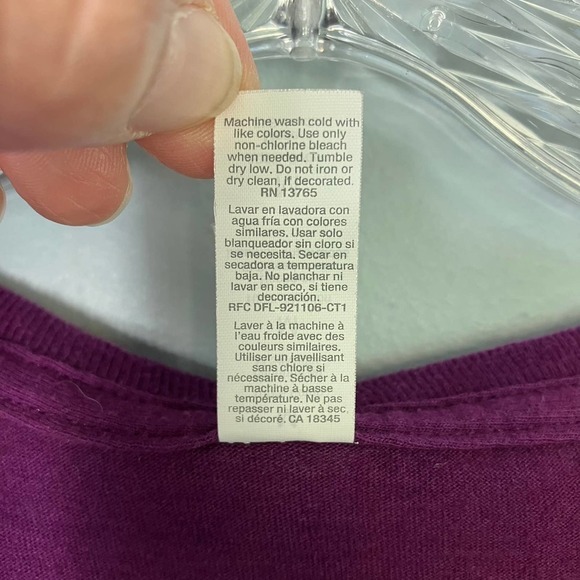 Machine wash cold with
like colors. Use only
non-chlorine bleach
when needed. Tumble
dry low. Do not iron or
dry clean, if decorated.
RN 13765
Lavar en lavadora con
agua fría con colores
similares. Usar solo
blanqueador sin cloro si
se necesita. Secar en
secadora a temperatura
baja. No planchar ni
lavar en seco, si tiene
decoración.
RFC DFL-921106-CT1
Laver à la machine à
l'eau froide avec des
couleurs similaires.
Utiliser un javellisant
sans chlore si
nécessaire. Sécher à la
machine à basse
température. Ne pas
repasser ni laver à sec,
si décoré. CA 18345